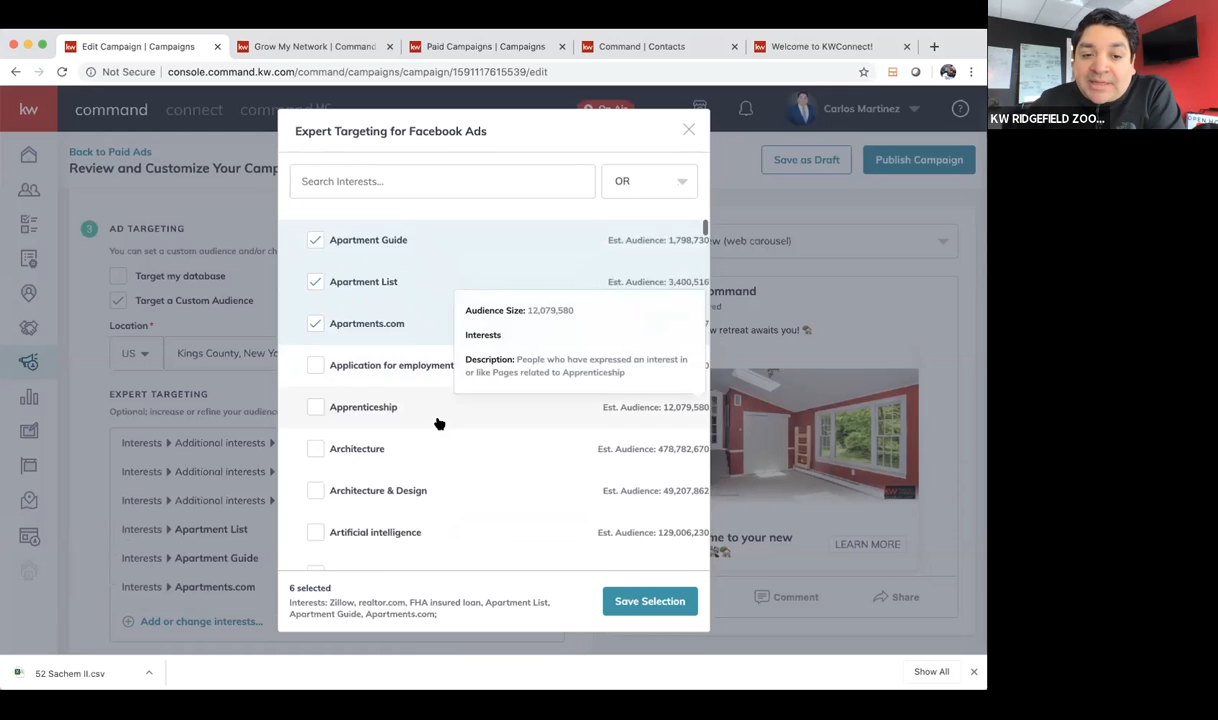 Edit Campaign | Campaigns
Grow My Network | Command
Paid Campaigns | Campaigns
Command | Contacts
Welcome to KWConnect!
Not Secure | console.command.kw.com/command/campaigns/campaign/1591117615539/edit
kw
command
connect
On Air
Carlos Martinez
KW RIDGEFIELD ZOO...
Back to Paid Ads
Review and Customize Your Camp
Save as Draft
Publish Campaign
Expert Targeting for Facebook Ads
Search Interests...
OR
3 AD TARGETING
You can set a custom audience and/or ch
Target my database
Target a Custom Audience
Location *
US
Kings County, New Yo
EXPERT TARGETING
Optional; increase or refine your audienc
Interests Additional interests
Interests Additional interests
Interests Additional interests
Interests Apartment List
Interests Apartment Guide
Interests Apartments.com
Add or change interests...
Apartment Guide
Est. Audience: 1,798,730
Apartment List
Est. Audience: 3,400,516
Apartments.com
Application for employment
Apprenticeship
Est. Audience: 12,079,580
Architecture
Est. Audience: 478,782,670
Architecture & Design
Est. Audience: 49,207,862
Artificial intelligence
Est. Audience: 129,006,230
Audience Size: 12,079,580
Interests
Description: People who have expressed an interest in
or like Pages related to Apprenticeship
6 selected
Interests: Zillow, realtor.com, FHA insured loan, Apartment List,
Apartment Guide, Apartments.com;
Save Selection
(web carousel)
retreat awaits you!
LEARN MORE
Comment
Share
52 Sachem II.csv
Show All